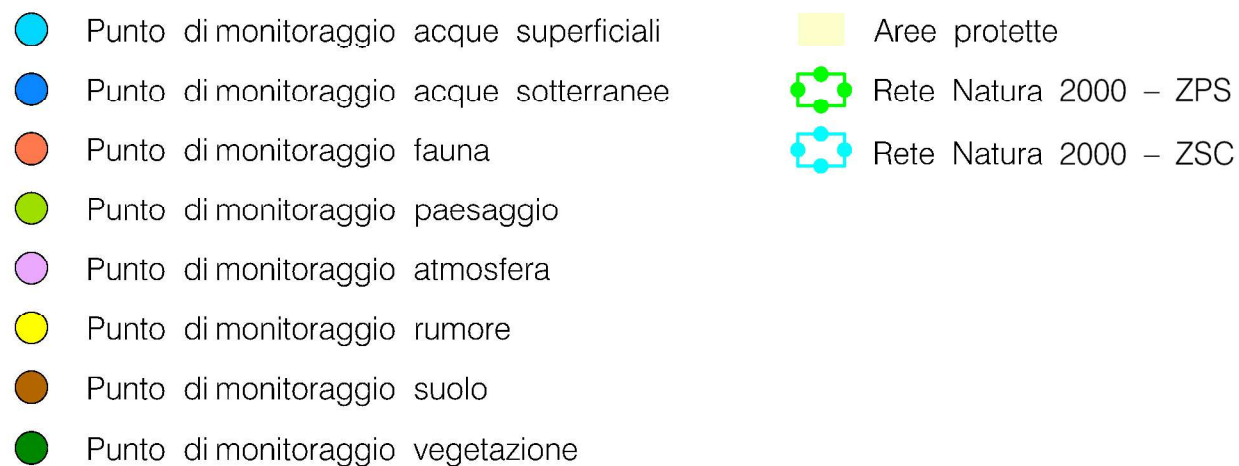 Punto di monitoraggio acque superficiali
Punto di monitoraggio acque sotterranee
Punto di monitoraggio fauna
Punto di monitoraggio paesaggio
Punto di monitoraggio atmosfera
Punto di monitoraggio rumore
Punto di monitoraggio suolo
Punto di monitoraggio vegetazione
Aree protette
Rete Natura 2000 – ZPS
Rete Natura 2000 – ZSC